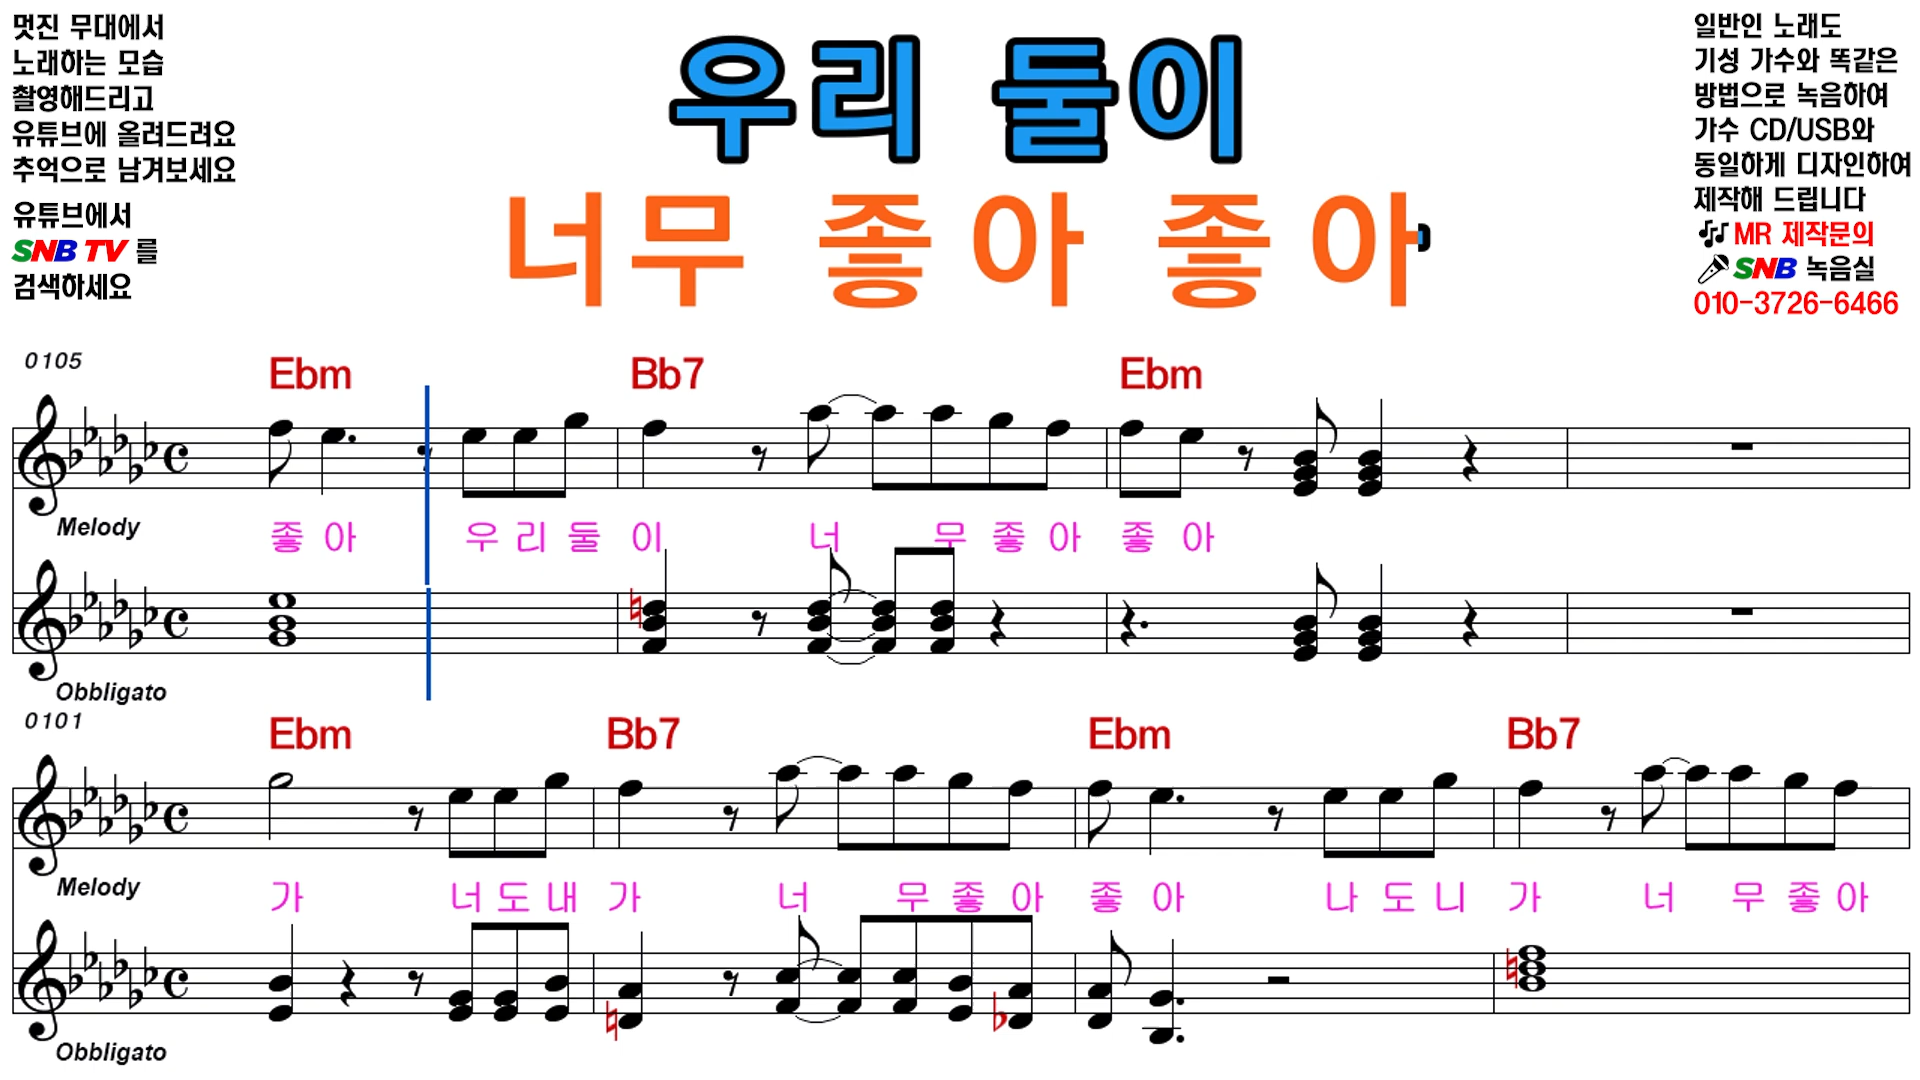 멋진 무대에서
노래하는 모습
촬영해드리고
유튜브에 올려드려요
추억으로 남겨보세요
유튜브에서
SNB TV 를
검색하세요
우리 둘이
너무 좋아 좋아
일반인 노래도
기성 가수와 똑같은
방법으로 녹음하여
가수 CD/USB와
동일하게 디자인하여
제작해 드립니다
MR 제작문의
SNB 녹음실
010-3726-6466
0105
Ebm Bb7 Ebm
Melody
좋 아 우 리 둘 이 너 무 좋 아 좋 아
Obbligato
0101
Ebm Bb7 Ebm Bb7
Melody
가 너 도 내 가 너 무 좋 아 좋 아 나 도 니 가 너 무 좋 아
Obbligato